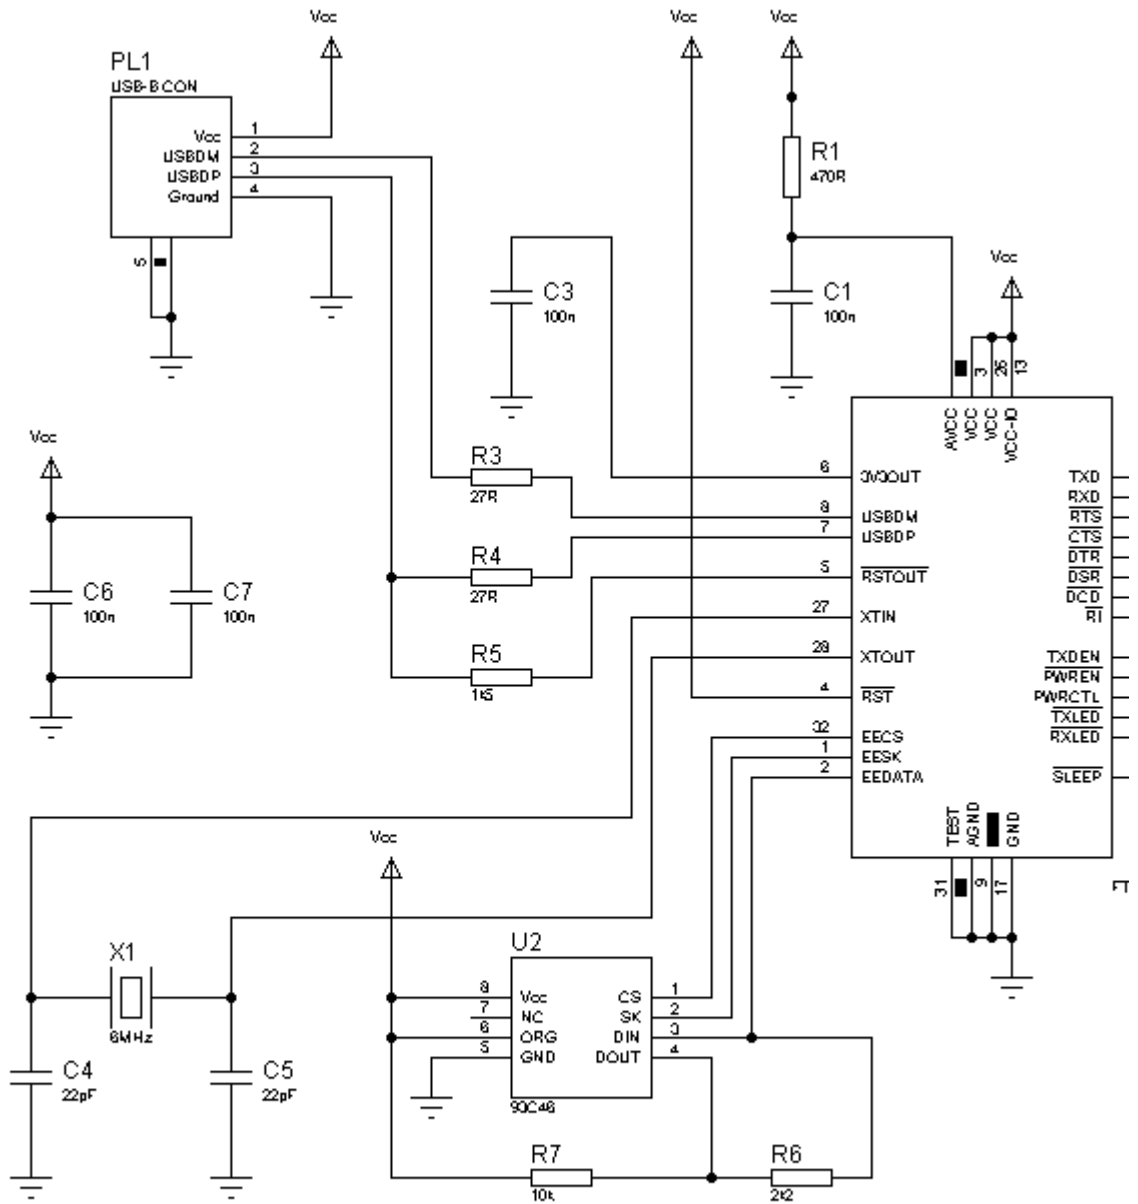 Vcc
Vcc
Vcc
PL1
USB-B CON
Vcc 1
USBDM 2
USBDP 3
Ground 4
5
R1
470R
C3
100n
C1
100n
Vcc
3
26
13
AVCC
VCC
VCC
VCC-IO
Vcc
C6
100n
C7
100n
R3
27R
R4
27R
R5
1k5
6 3V3OUT
8 USBDM
7 USBDP
5 RSTOUT
27 XTIN
28 XTOUT
4 RST
32 EECS
1 EESK
2 EEDATA
TXD
RXD
RTS
CTS
DTR
DSR
DCD
RI
TXDEN
PWREN
PWRCTL
TXLED
RXLED
SLEEP
TEST
AGND
GND
31
9
17
Vcc
X1
6MHz
C4
22pF
C5
22pF
U2
8 Vcc CS 1
7 NC SK 2
6 ORG DIN 3
5 GND DOUT 4
93C46
R7
10k
R6
2k2